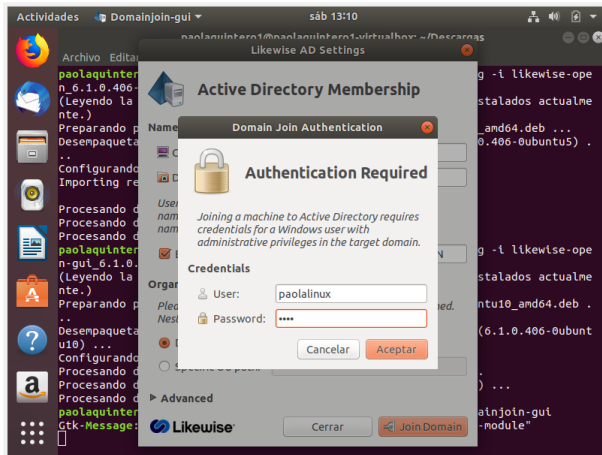 Actividades Domainjoin-gui sáb 13:10
paolaquintero1@paolaquintero1-virtualbox: ~/Descargas
Archivo Editar
Likewise AD Settings
Active Directory Membership
Domain Join Authentication
Authentication Required
Joining a machine to Active Directory requires
credentials for a Windows user with
administrative privileges in the target domain.
Credentials
User: paolalinux
Password: ••••
Cancelar Aceptar
Advanced
Likewise
Cerrar Join Domain
paolaquinter g -i likewise-ope
n_6.1.0.406-
(Leyendo la stalados actualme
nte.)
Preparando p _amd64.deb ...
Desempaqueta 0.406-0ubuntu5) .
..
Configurando
Importing re
Procesando d
Procesando d
Procesando d
paolaquinter g -i likewise-ope
n-gui_6.1.0.
(Leyendo la stalados actualme
nte.)
Preparando p ntu10_amd64.deb .
..
Desempaqueta (6.1.0.406-0ubunt
u10) ...
Configurando
Procesando d .
Procesando d ) ...
Procesando d
paolaquinter ainjoin-gui
Gtk-Message: -module"